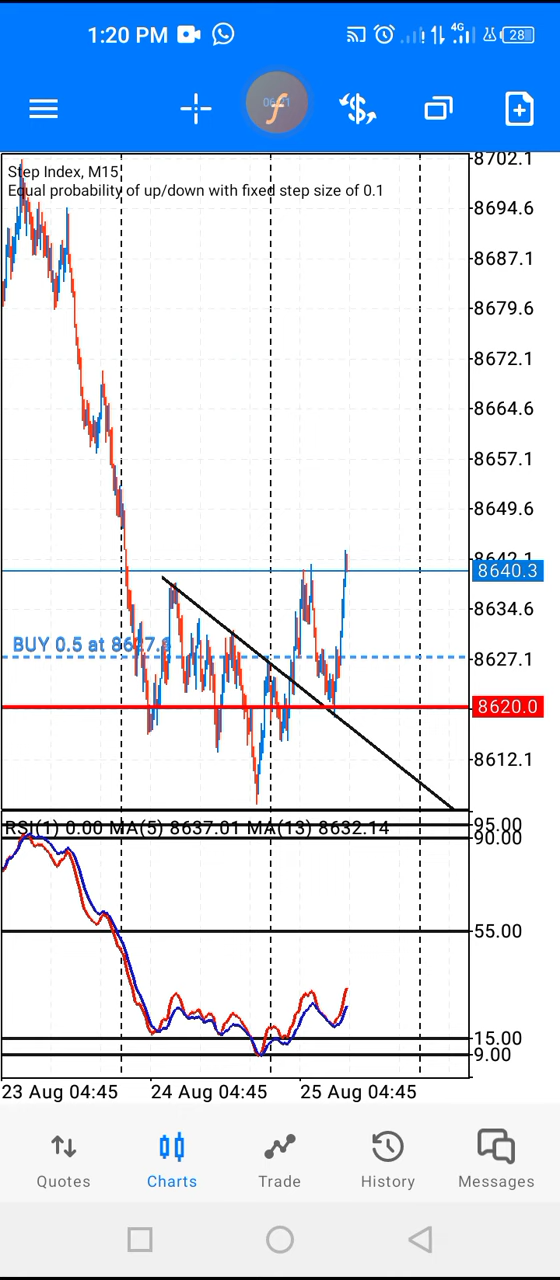 1:20 PM 4G 28
f
Step Index, M15
Equal probability of up/down with fixed step size of 0.1
8702.1
8694.6
8687.1
8679.6
8672.1
8664.6
8657.1
8649.6
8642.1
8640.3
8634.6
BUY 0.5 at 8627.
8627.1
8620.0
8612.1
RSI(1) 0.00 MA(5) 8637.01 MA(13) 8632.14
95.00
90.00
55.00
15.00
9.00
23 Aug 04:45 24 Aug 04:45 25 Aug 04:45
Quotes Charts Trade History Messages